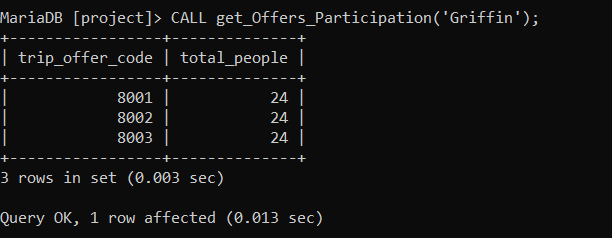 MariaDB [project]> CALL get_Offers_Participation('Griffin');
+-----------------+--------------+
| trip_offer_code | total_people |
+-----------------+--------------+
|            8001 |           24 |
|            8002 |           24 |
|            8003 |           24 |
+-----------------+--------------+
3 rows in set (0.003 sec)
Query OK, 1 row affected (0.013 sec)